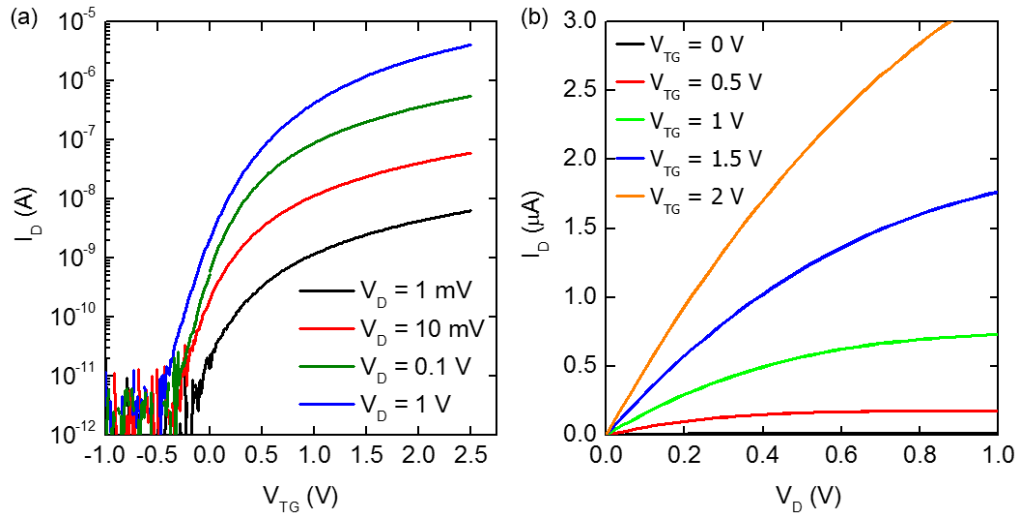 (a)
10⁻⁵
10⁻⁶
10⁻⁷
10⁻⁸
10⁻⁹
10⁻¹⁰
10⁻¹¹
10⁻¹²
I_D (A)
V_D = 1 mV
V_D = 10 mV
V_D = 0.1 V
V_D = 1 V
-1.0 -0.5 0.0 0.5 1.0 1.5 2.0 2.5
V_TG (V)
(b)
3.0
2.5
2.0
1.5
1.0
0.5
0.0
I_D (μA)
V_TG = 0 V
V_TG = 0.5 V
V_TG = 1 V
V_TG = 1.5 V
V_TG = 2 V
0.0 0.2 0.4 0.6 0.8 1.0
V_D (V)